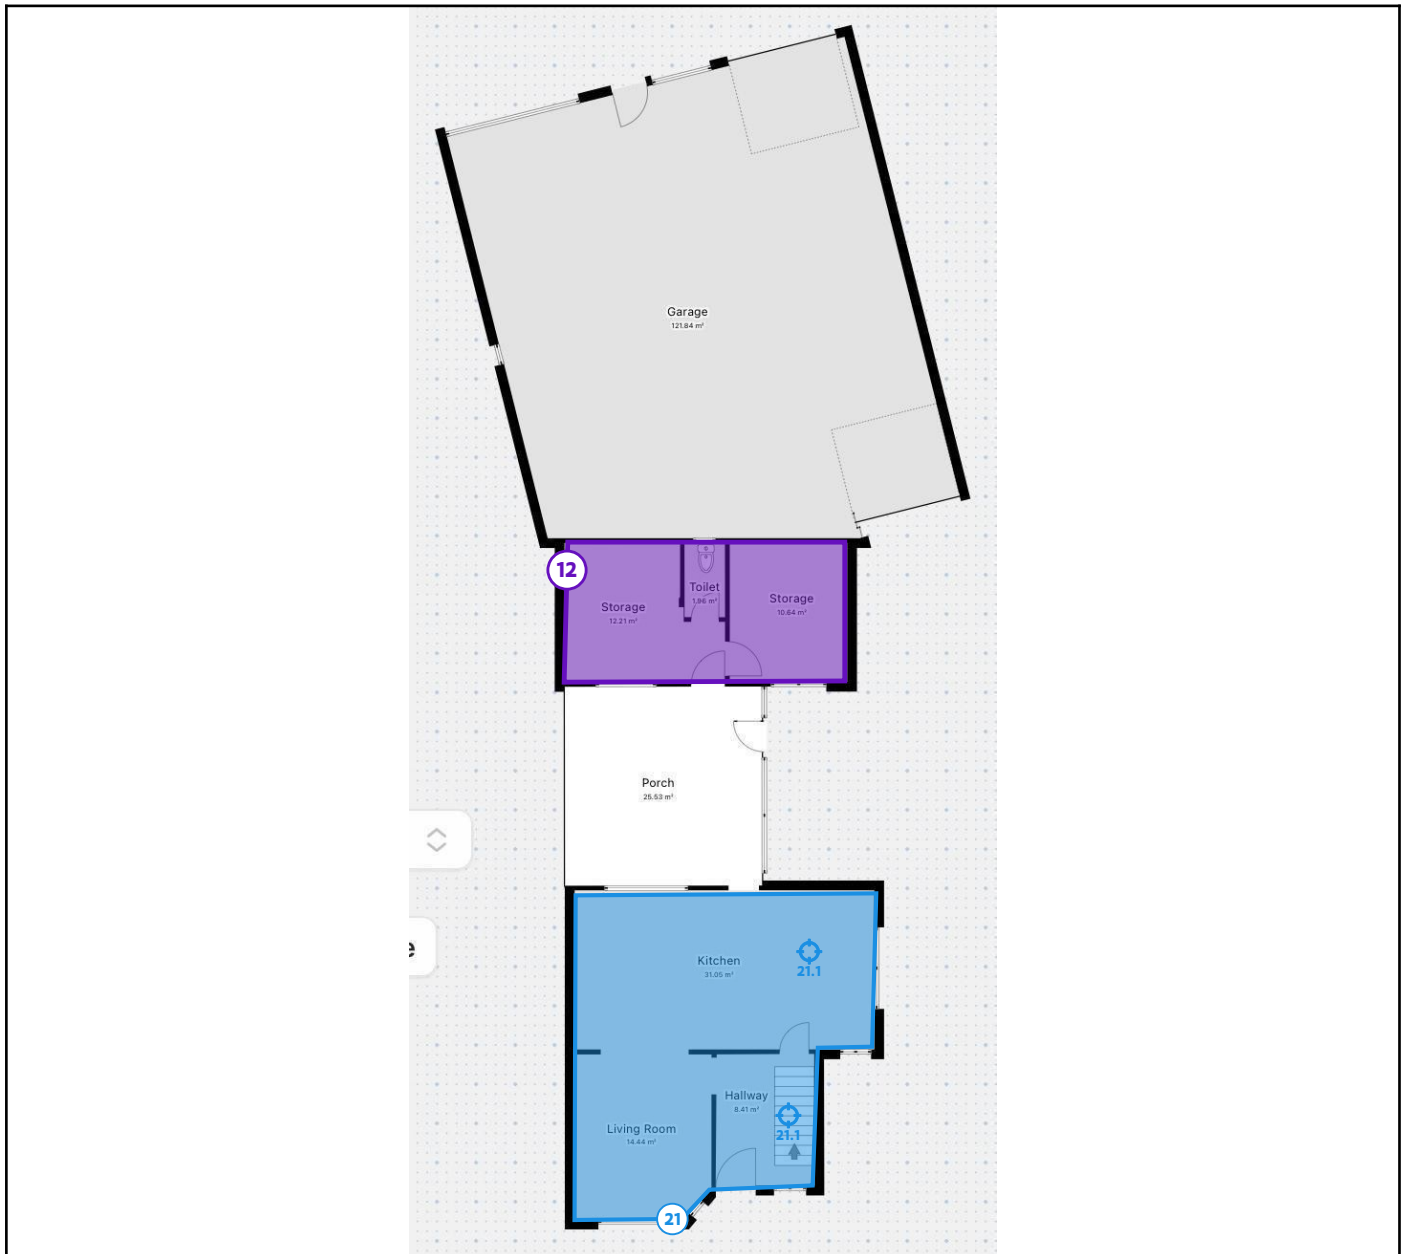 Garage
121.84 m²
12
Toilet
1.96 m²
Storage
12.21 m²
Storage
10.64 m²
Porch
25.53 m²
e
Kitchen
31.05 m²
21.1
Hallway
8.41 m²
21.1
Living Room
14.44 m²
21